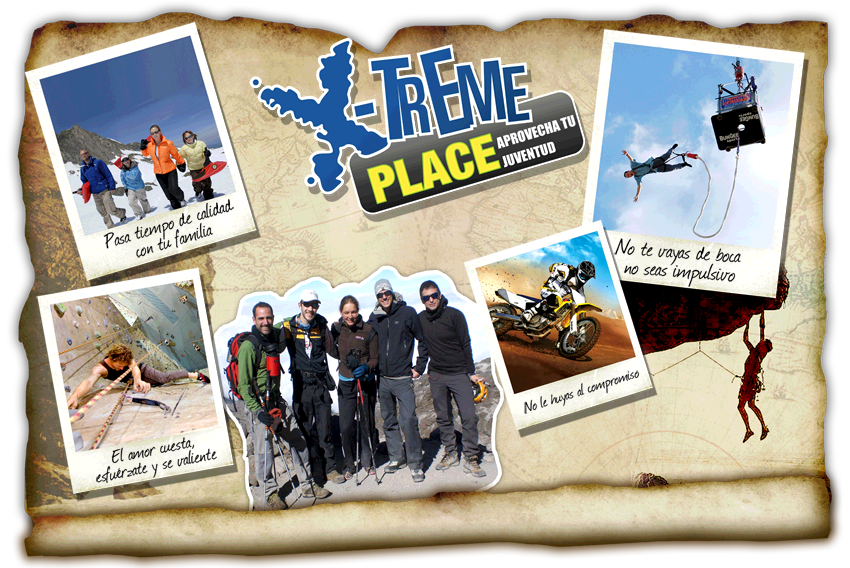 X-TREME
PLACE
APROVECHA TU
JUVENTUD
Pasa tiempo de calidad
con tu familia
No te vayas de boca
no seas impulsivo
El amor cuesta,
esfuérzate y se valiente
No le huyas al compromiso